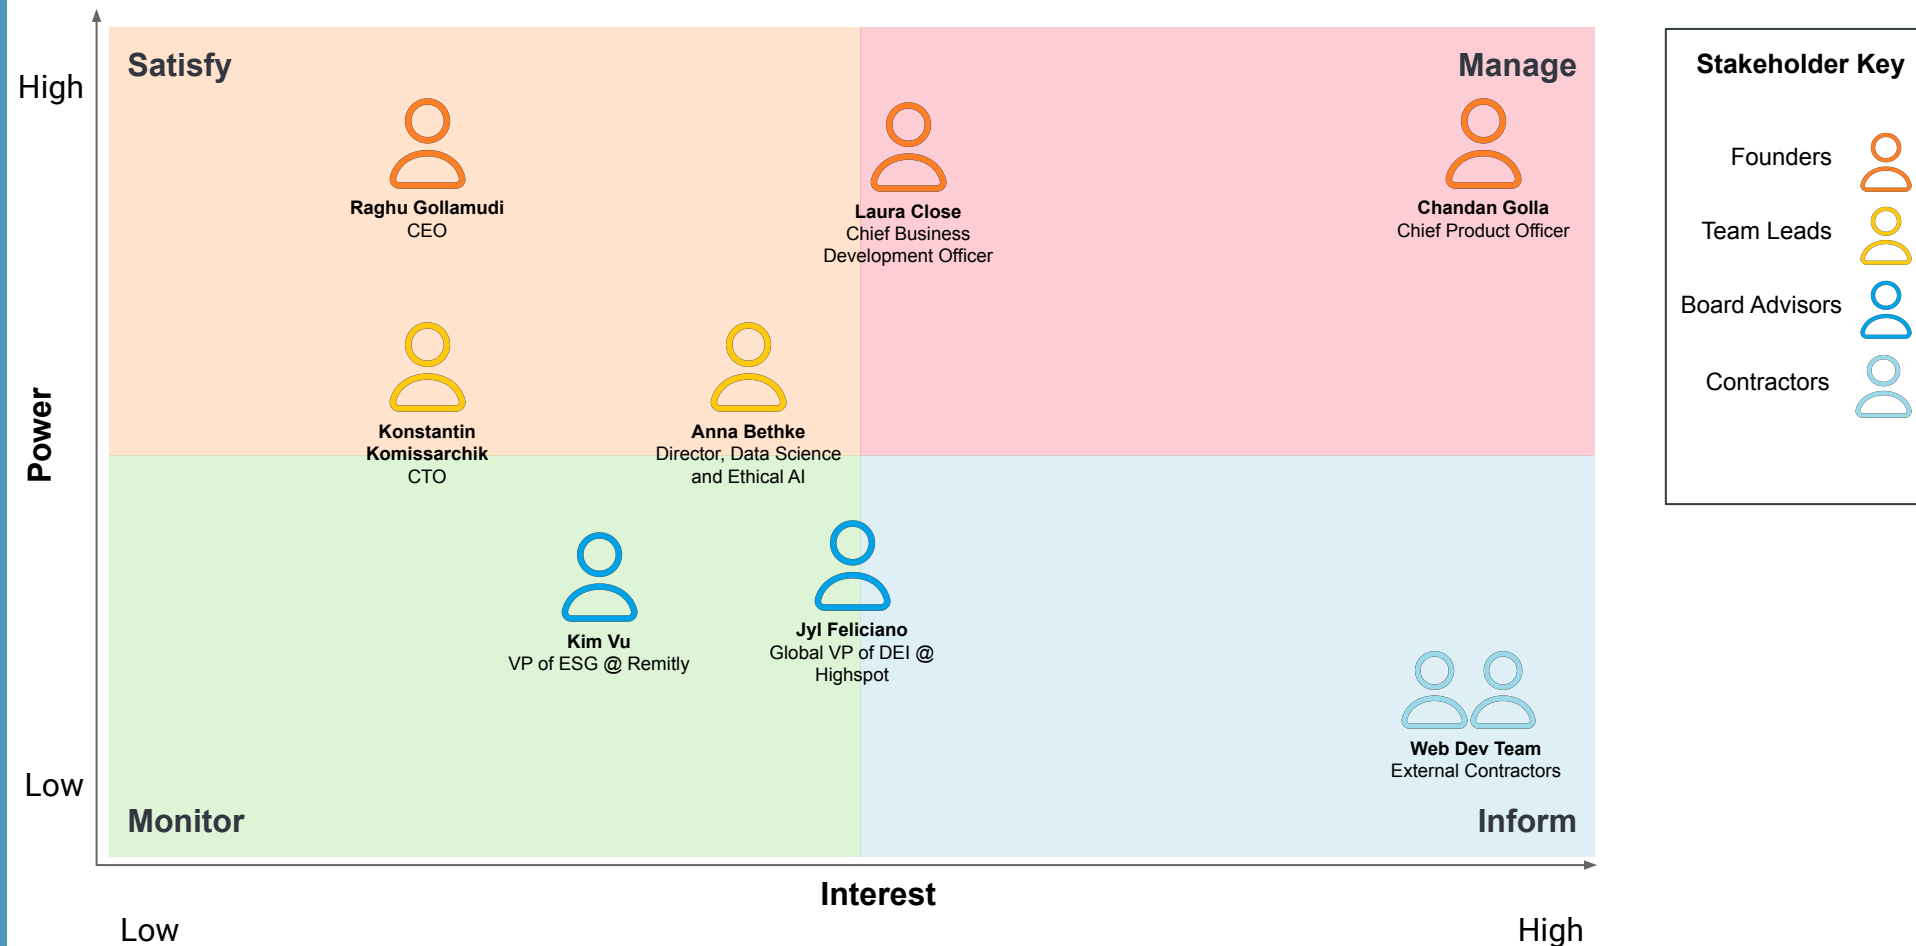 High
Satisfy
Manage
Raghu Gollamudi
CEO
Laura Close
Chief Business
Development Officer
Chandan Golla
Chief Product Officer
Konstantin
Komissarchik
CTO
Anna Bethke
Director, Data Science
and Ethical AI
Power
Kim Vu
VP of ESG @ Remitly
Jyl Feliciano
Global VP of DEI @
Highspot
Web Dev Team
External Contractors
Low
Monitor
Inform
Interest
Low
High
Stakeholder Key
Founders
Team Leads
Board Advisors
Contractors